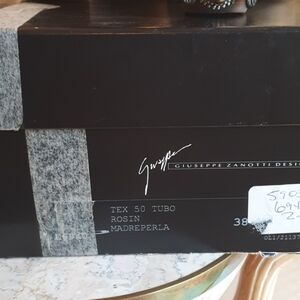 Giuseppe
GIUSEPPE ZANOTTI DESI
TEX 50 TUBO
ROSIN
MADREPERLA
38